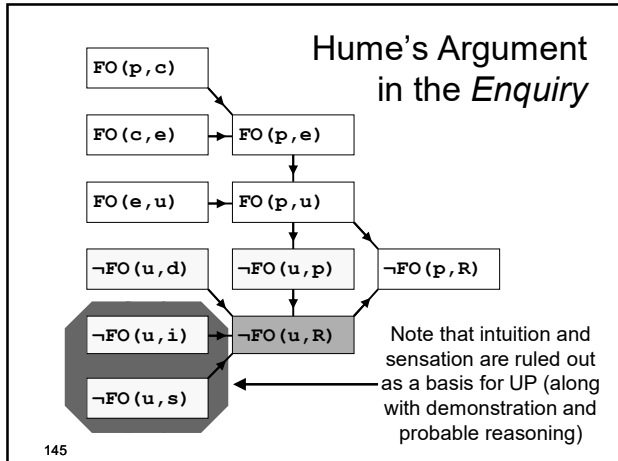 Hume's Argument
in the Enquiry
FO(p,c)
FO(c,e)
FO(p,e)
FO(e,u)
FO(p,u)
¬FO(u,d)
¬FO(u,p)
¬FO(p,R)
¬FO(u,i)
¬FO(u,R)
¬FO(u,s)
Note that intuition and
sensation are ruled out
as a basis for UP (along
with demonstration and
probable reasoning)
145